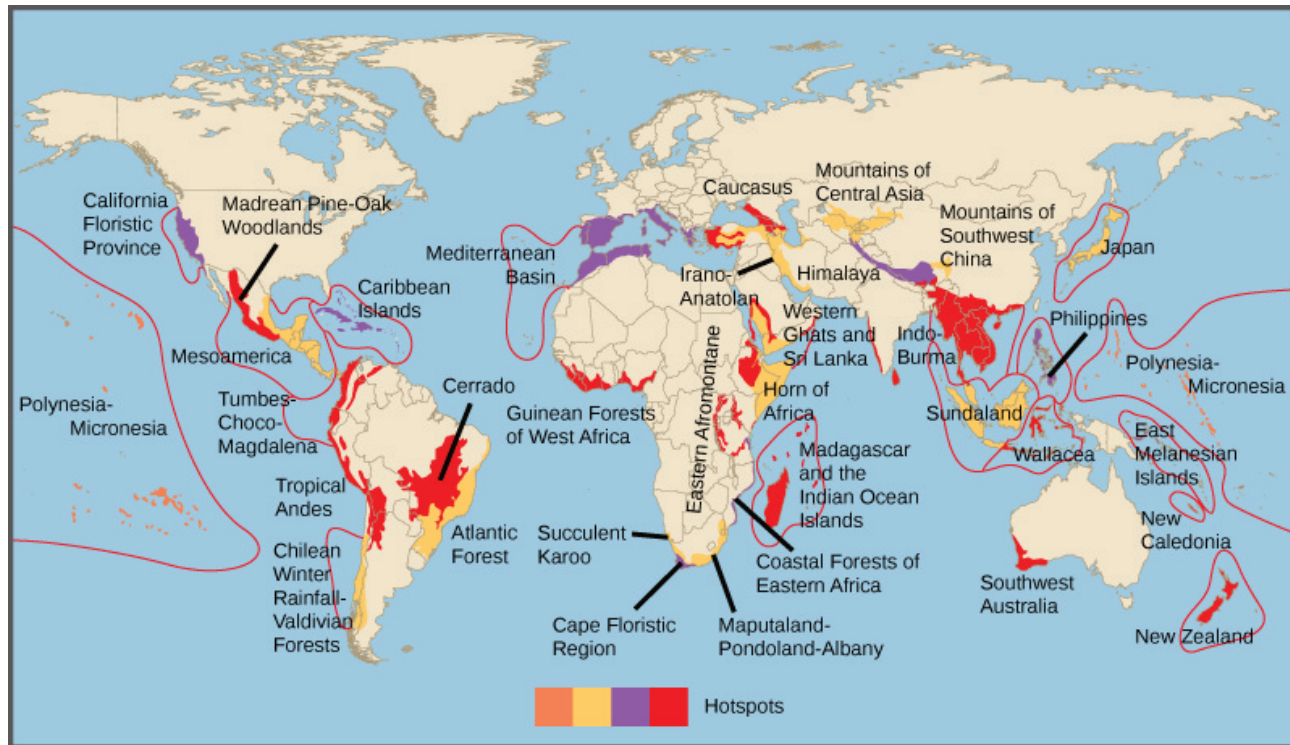 California
Floristic
Province
Madrean Pine-Oak
Woodlands
Caribbean
Islands
Mesoamerica
Polynesia-
Micronesia
Tumbes-
Choco-
Magdalena
Cerrado
Tropical
Andes
Atlantic
Forest
Chilean
Winter
Rainfall-
Valdivian
Forests
Mediterranean
Basin
Caucasus
Mountains of
Central Asia
Mountains of
Southwest
China
Japan
Irano-
Anatolan
Himalaya
Western
Ghats and
Sri Lanka
Indo-
Burma
Philippines
Polynesia-
Micronesia
Guinean Forests
of West Africa
Eastern Afromontane
Horn of
Africa
Sundaland
Wallacea
East
Melanesian
Islands
Madagascar
and the
Indian Ocean
Islands
New
Caledonia
Succulent
Karoo
Coastal Forests of
Eastern Africa
Southwest
Australia
Cape Floristic
Region
Maputaland-
Pondoland-Albany
New Zealand
Hotspots